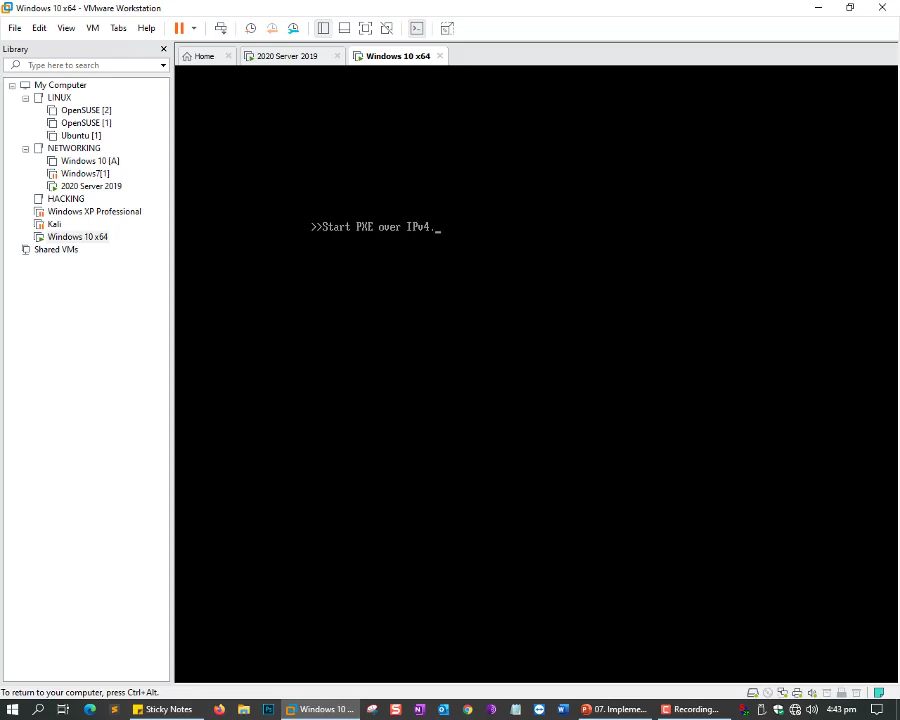 Windows 10 x64 - VMware Workstation
File Edit View VM Tabs Help
Library
Type here to search
Home
2020 Server 2019
Windows 10 x64
My Computer
LINUX
OpenSUSE [2]
OpenSUSE [1]
Ubuntu [1]
NETWORKING
Windows 10 [A]
Windows7[1]
2020 Server 2019
HACKING
Windows XP Professional
Kali
Windows 10 x64
Shared VMs
>>Start PXE over IPv4._
To return to your computer, press Ctrl+Alt.
Sticky Notes
Windows 10 ...
07. Impleme...
Recording...
4:43 pm